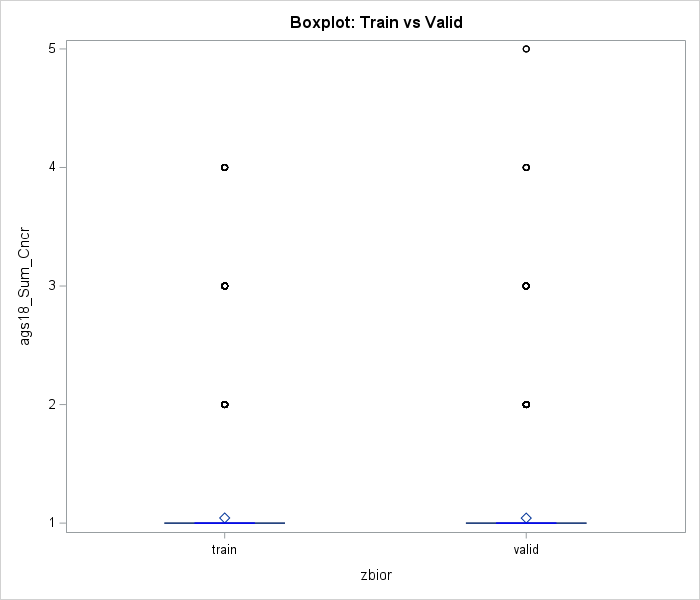 Boxplot: Train vs Valid
5
4
3
2
1
ags18_Sum_Cncr
train
valid
zbior